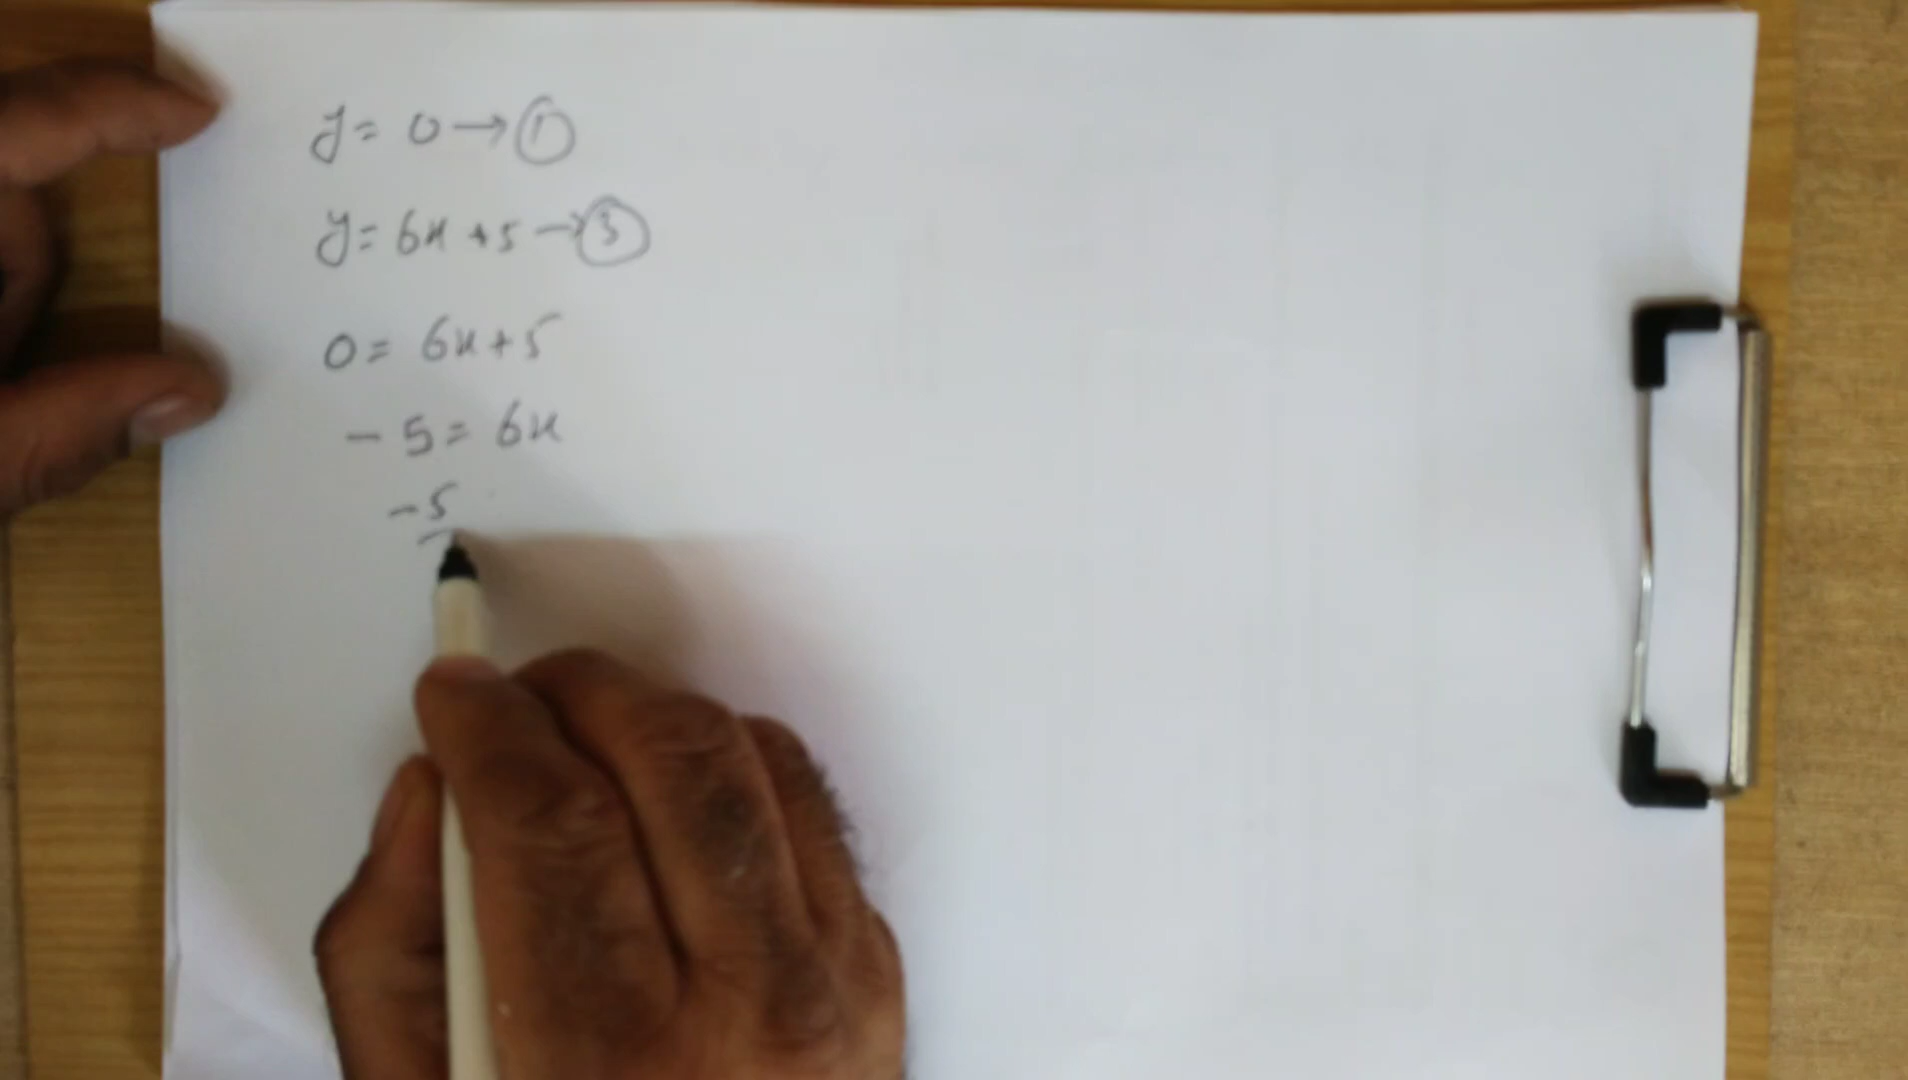 y = 0 → ①
y = 6x + 5 → ③
0 = 6x + 5
- 5 = 6x
- 5